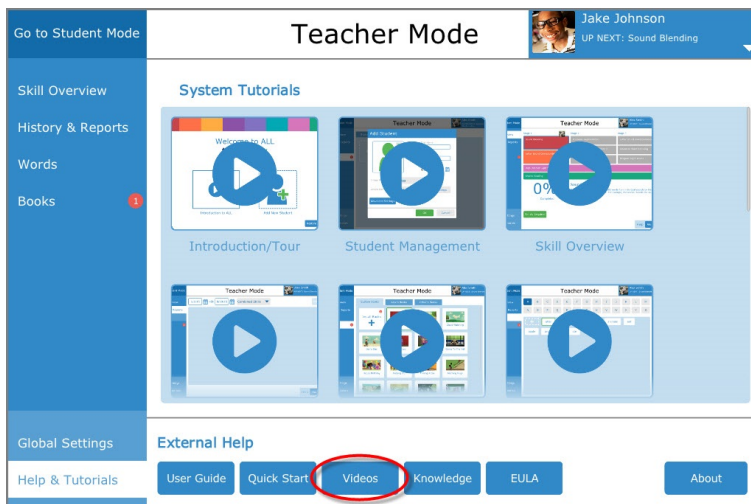 Go to Student Mode
Teacher Mode
Jake Johnson
UP NEXT: Sound Blending
Skill Overview
History & Reports
Words
Books 1
System Tutorials
Welcome to ALL
Introduction/Tour
Add Student
Student Management
Teacher Mode
0%
Skill Overview
Teacher Mode
Teacher Mode
Teacher Mode
Global Settings
Help & Tutorials
External Help
User Guide
Quick Start
Videos
Knowledge
EULA
About